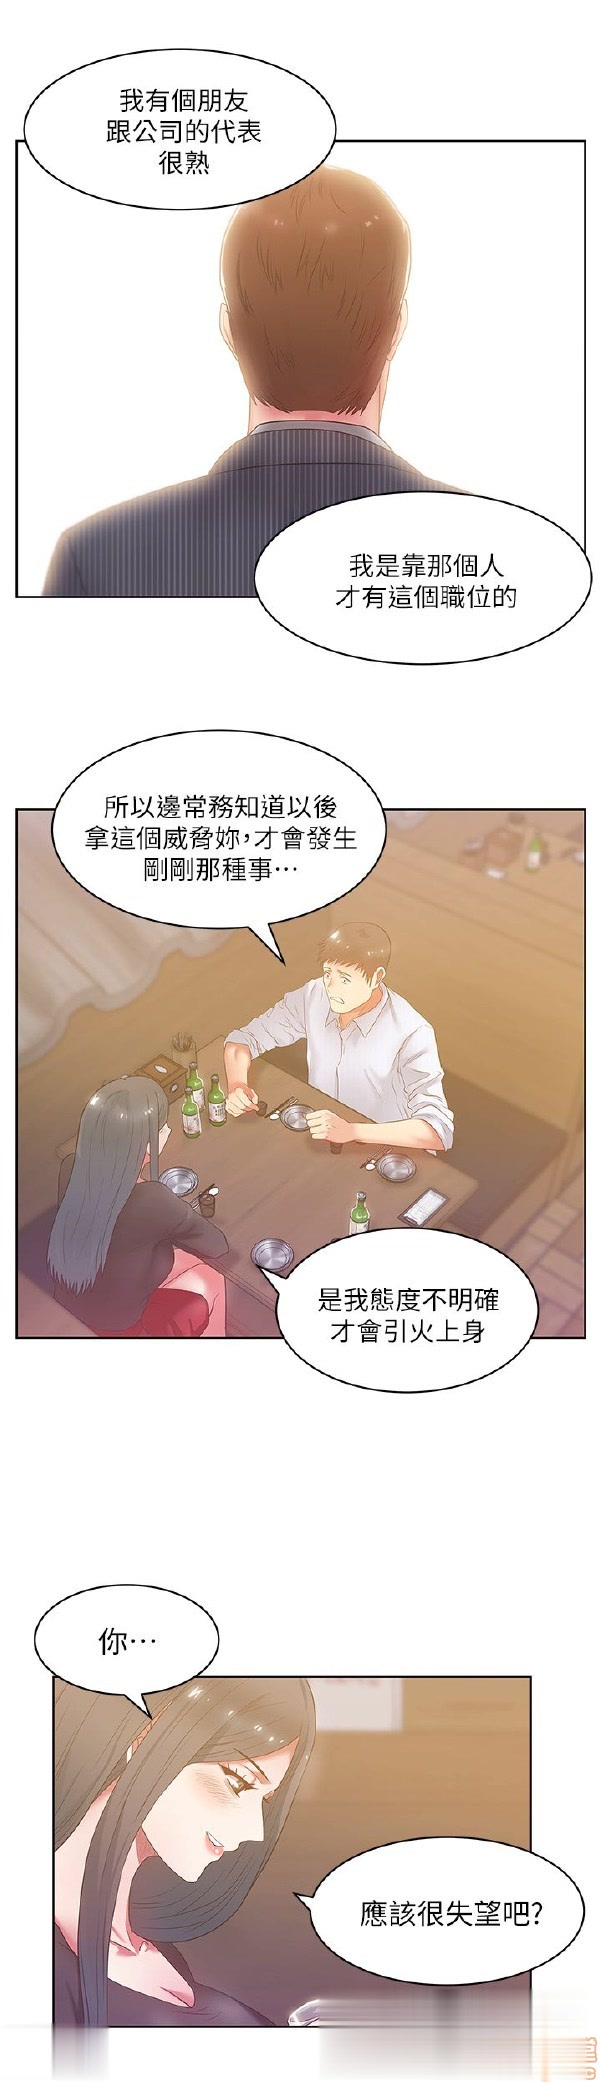 我有個朋友
跟公司的代表
很熟
我是靠那個人
才有這個職位的
所以邊常務知道以後
拿這個威脅妳，才會發生
剛剛那種事…
是我態度不明確
才會引火上身
你…
應該很失望吧？